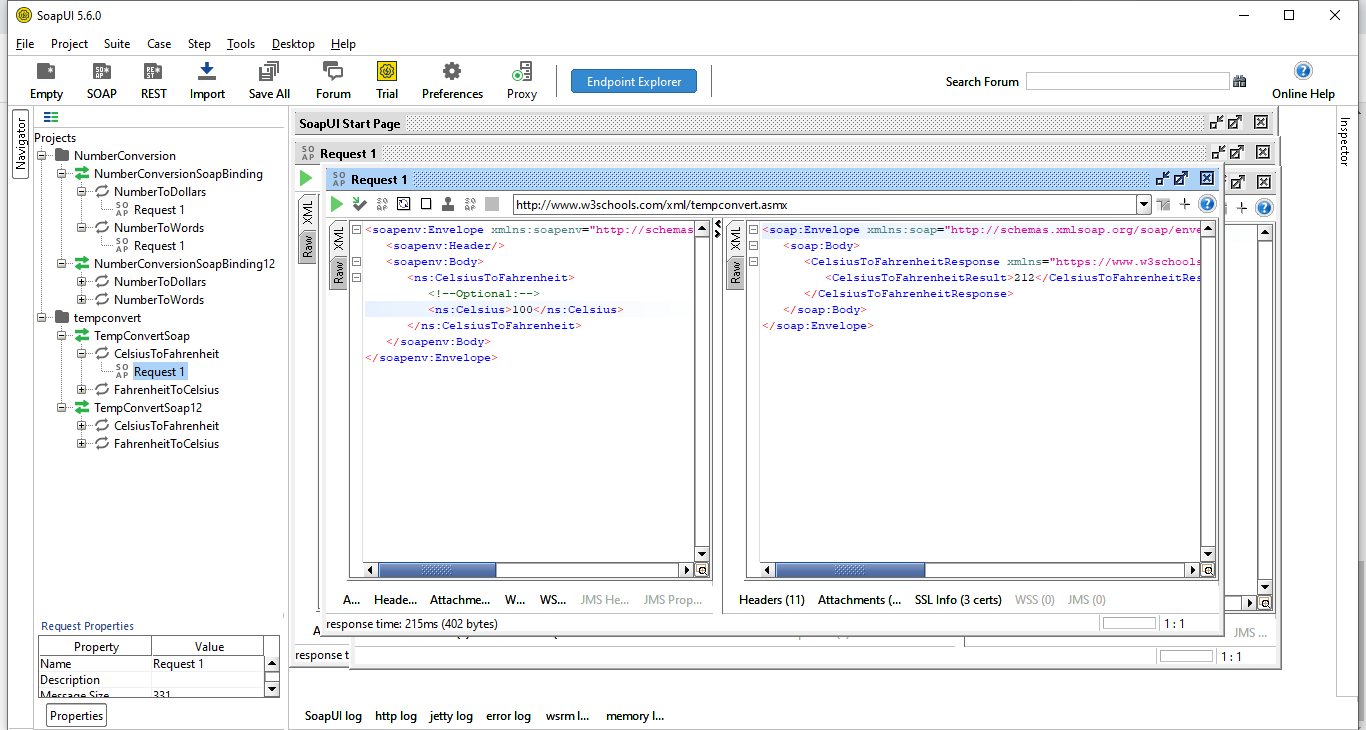 SoapUI 5.6.0
File Project Suite Case Step Tools Desktop Help
Empty SOAP REST Import Save All Forum Trial Preferences Proxy Endpoint Explorer Search Forum Online Help
Navigator
Inspector
Projects
NumberConversion
NumberConversionSoapBinding
NumberToDollars
Request 1
NumberToWords
Request 1
NumberConversionSoapBinding12
NumberToDollars
NumberToWords
tempconvert
TempConvertSoap
CelsiusToFahrenheit
Request 1
FahrenheitToCelsius
TempConvertSoap12
CelsiusToFahrenheit
FahrenheitToCelsius
Request Properties
Property Value
Name Request 1
Description
Message Size 331
Properties
SoapUI Start Page
Request 1
Request 1
http://www.w3schools.com/xml/tempconvert.asmx
XML
Raw
XML
Raw
<soapenv:Envelope xmlns:soapenv="http://schemas
<soapenv:Header/>
<soapenv:Body>
<ns:CelsiusToFahrenheit>
<!--Optional:-->
<ns:Celsius>100</ns:Celsius>
</ns:CelsiusToFahrenheit>
</soapenv:Body>
</soapenv:Envelope>
XML
Raw
<soap:Envelope xmlns:soap="http://schemas.xmlsoap.org/soap/enve
<soap:Body>
<CelsiusToFahrenheitResponse xmlns="https://www.w3schools
<CelsiusToFahrenheitResult>212</CelsiusToFahrenheitRes
</CelsiusToFahrenheitResponse>
</soap:Body>
</soap:Envelope>
A... Heade... Attachme... W... WS... JMS He... JMS Prop...
Headers (11) Attachments (... SSL Info (3 certs) WSS (0) JMS (0)
response time: 215ms (402 bytes) 1 : 1
JMS ...
response t 1 : 1
SoapUI log http log jetty log error log wsrm l... memory l...